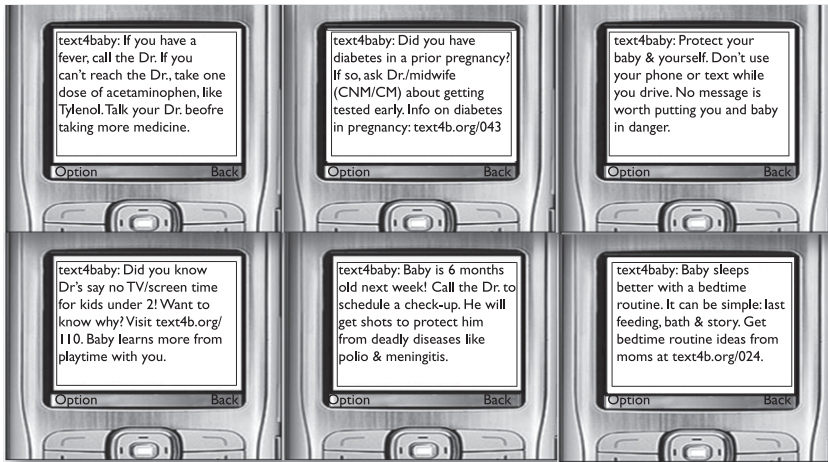 text4baby: If you have a
fever, call the Dr. If you
can't reach the Dr., take one
dose of acetaminophen, like
Tylenol. Talk your Dr. beofre
taking more medicine.
Option Back
text4baby: Did you have
diabetes in a prior pregnancy?
If so, ask Dr./midwife
(CNM/CM) about getting
tested early. Info on diabetes
in pregnancy: text4b.org/043
Option Back
text4baby: Protect your
baby & yourself. Don't use
your phone or text while
you drive. No message is
worth putting you and baby
in danger.
Option Back
text4baby: Did you know
Dr's say no TV/screen time
for kids under 2! Want to
know why? Visit text4b.org/
110. Baby learns more from
playtime with you.
Option Back
text4baby: Baby is 6 months
old next week! Call the Dr. to
schedule a check-up. He will
get shots to protect him
from deadly diseases like
polio & meningitis.
Option Back
text4baby: Baby sleeps
better with a bedtime
routine. It can be simple: last
feeding, bath & story. Get
bedtime routine ideas from
moms at text4b.org/024.
Option Back